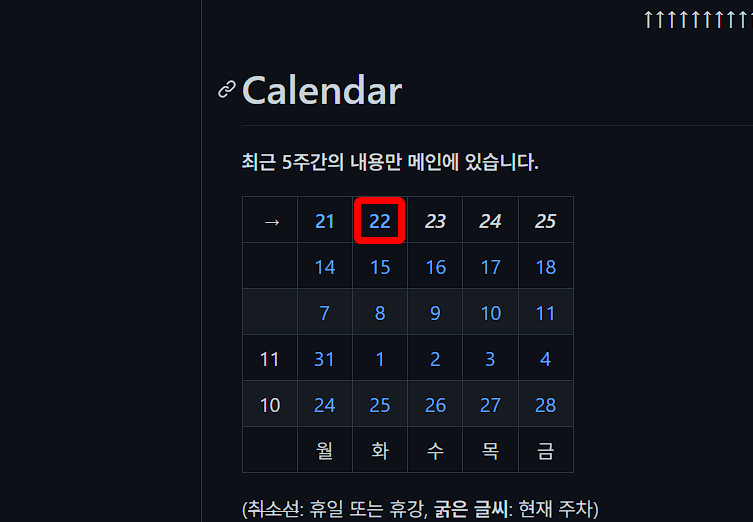 ↑↑↑↑↑↑↑↑↑
Calendar
최근 5주간의 내용만 메인에 있습니다.
→ 21 22 23 24 25
14 15 16 17 18
7 8 9 10 11
11 31 1 2 3 4
10 24 25 26 27 28
월 화 수 목 금
(취소선: 휴일 또는 휴강, 굵은 글씨: 현재 주차)